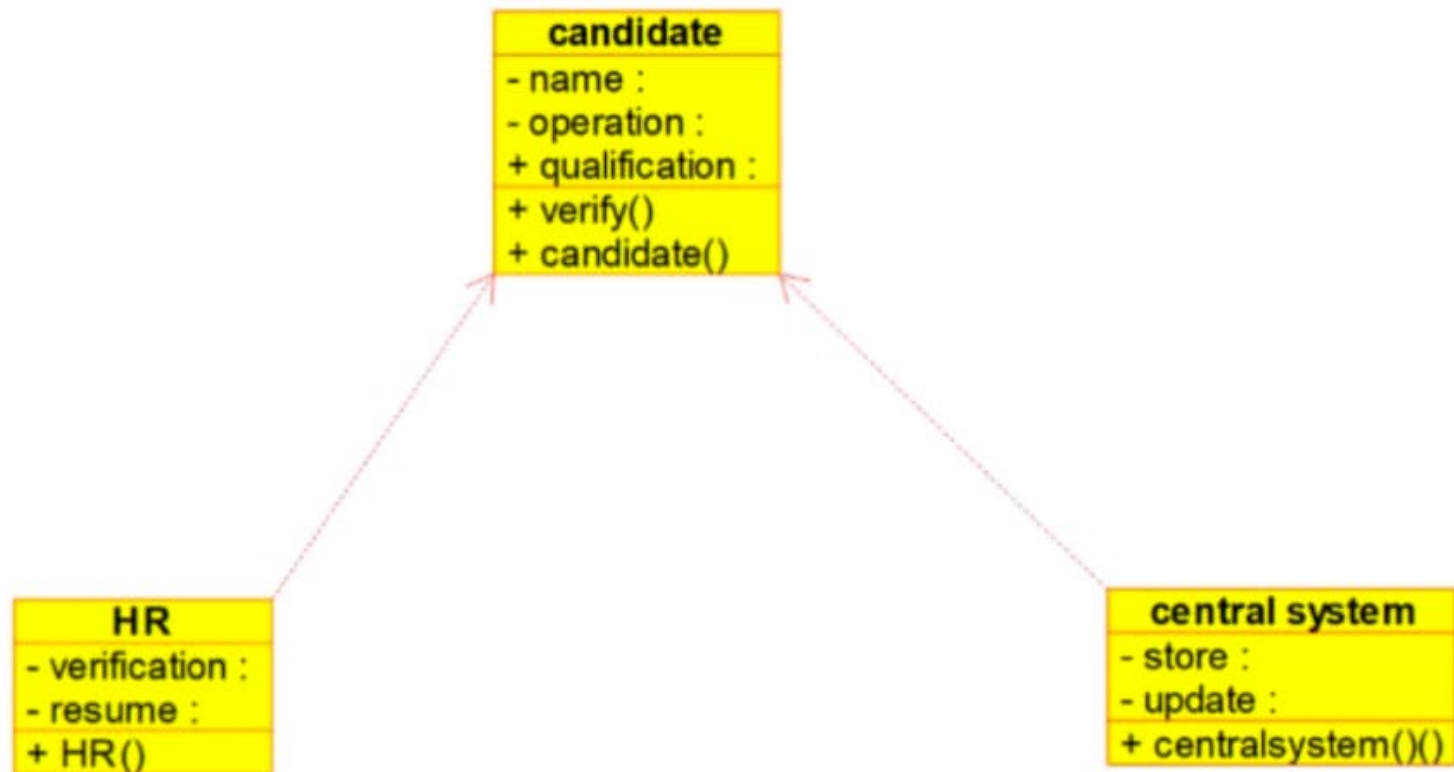 candidate
- name :
- operation :
+ qualification :
+ verify()
+ candidate()
HR
- verification :
- resume :
+ HR()
central system
- store :
- update :
+ centralsystem()()